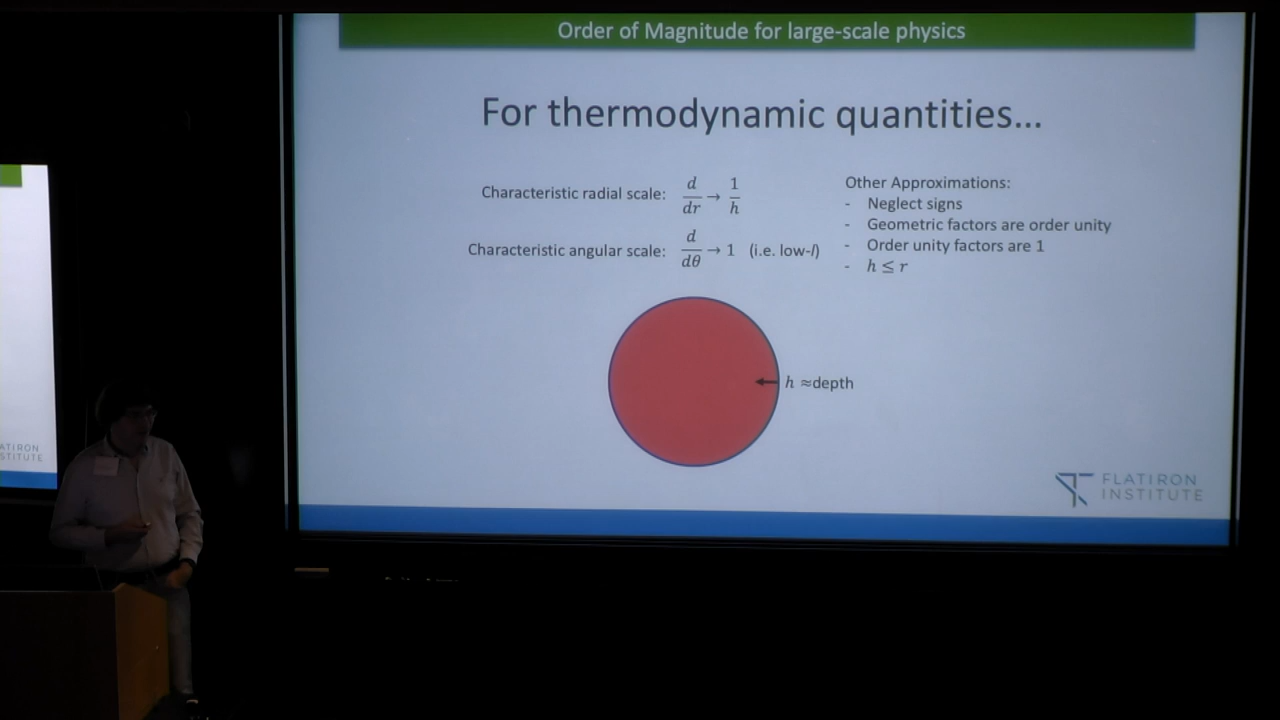 Order of Magnitude for large-scale physics
For thermodynamic quantities...
Characteristic radial scale: d/dr → 1/h
Characteristic angular scale: d/dθ → 1 (i.e. low-l)
Other Approximations:
- Neglect signs
- Geometric factors are order unity
- Order unity factors are 1
- h ≤ r
h ≈depth
FLATIRON
INSTITUTE
ATIRON
STITUTE